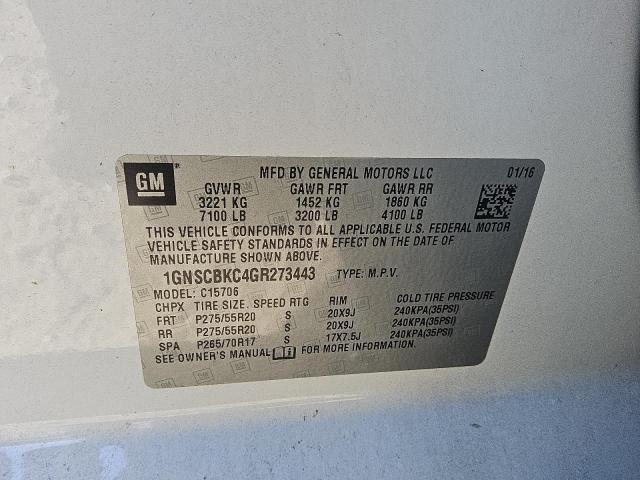 GM MFD BY GENERAL MOTORS LLC 01/16
GVWR GAWR FRT GAWR RR
3221 KG 1452 KG 1860 KG
7100 LB 3200 LB 4100 LB
THIS VEHICLE CONFORMS TO ALL APPLICABLE U.S. FEDERAL MOTOR
VEHICLE SAFETY STANDARDS IN EFFECT ON THE DATE OF
MANUFACTURE SHOWN ABOVE.
1GNSCBKC4GR273443 TYPE: M.P.V.
MODEL: C15706
CHPX TIRE SIZE. SPEED RTG RIM COLD TIRE PRESSURE
FRT P275/55R20 S 20X9J 240KPA(35PSI)
RR P275/55R20 S 20X9J 240KPA(35PSI)
SPA P265/70R17 S 17X7.5J 240KPA(35PSI)
SEE OWNER'S MANUAL FOR MORE INFORMATION.